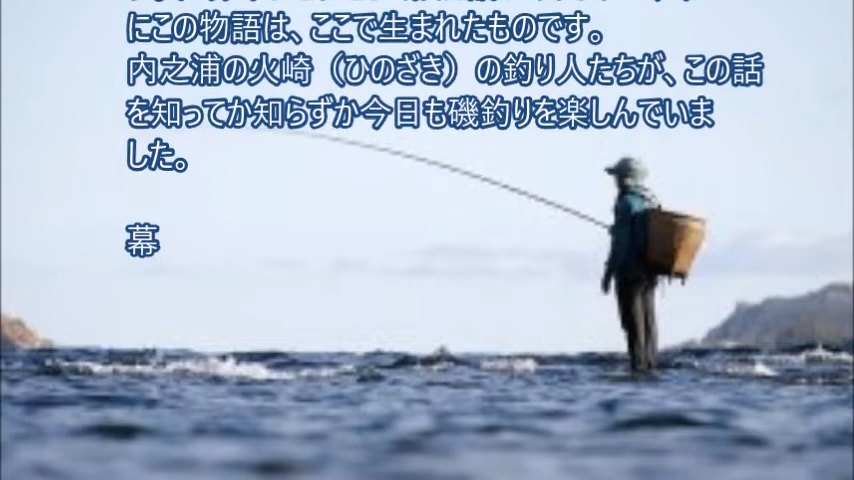 にこの物語は、ここで生まれたものです。
内之浦の火崎（ひのざき）の釣り人たちが、この話
を知ってか知らずか今日も磯釣りを楽しんでいま
した。
幕